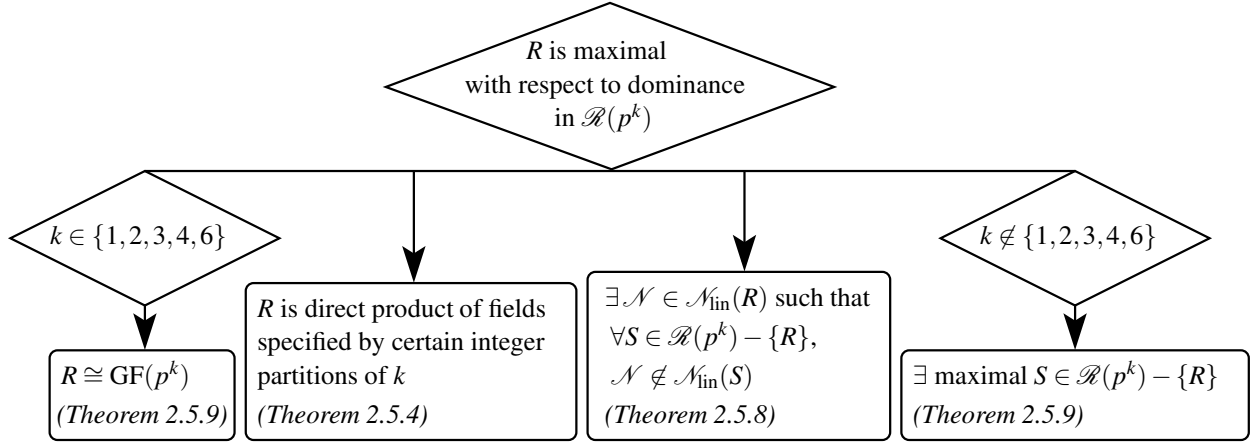 R is maximal
with respect to dominance
in ℛ(p^k)
k ∈ {1,2,3,4,6}
k ∉ {1,2,3,4,6}
R ≅ GF(p^k)
(Theorem 2.5.9)
R is direct product of fields
specified by certain integer
partitions of k
(Theorem 2.5.4)
∃ 𝒩 ∈ 𝒩_lin(R) such that
∀S ∈ ℛ(p^k) − {R},
𝒩 ∉ 𝒩_lin(S)
(Theorem 2.5.8)
∃ maximal S ∈ ℛ(p^k) − {R}
(Theorem 2.5.9)